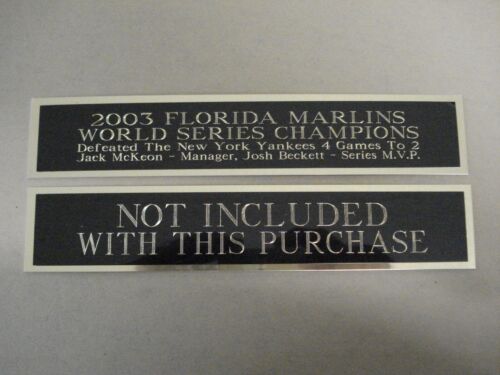 2003 FLORIDA MARLINS
WORLD SERIES CHAMPIONS
Defeated The New York Yankees 4 Games To 2
Jack McKeon - Manager, Josh Beckett - Series M.V.P.
NOT INCLUDED
WITH THIS PURCHASE